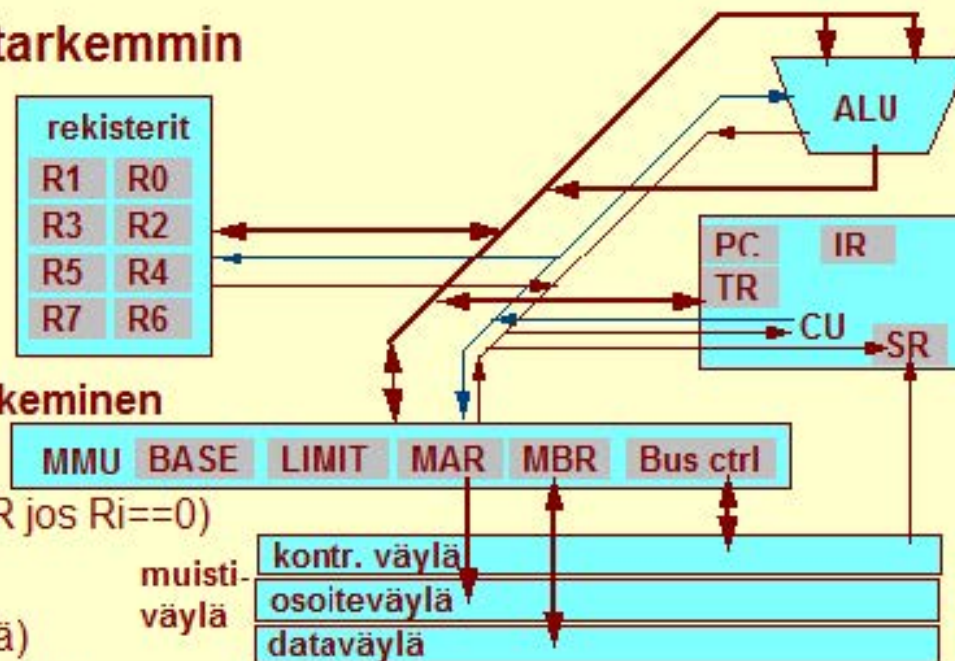 tarkemmin
rekisterit
R1 R0
R3 R2
R5 R4
R7 R6
ALU
PC IR
TR
CU
SR
keminen
MMU BASE LIMIT MAR MBR Bus ctrl
R jos Ri==0)
muisti-
väylä
kontr. väylä
osoiteväylä
dataväylä
ä)